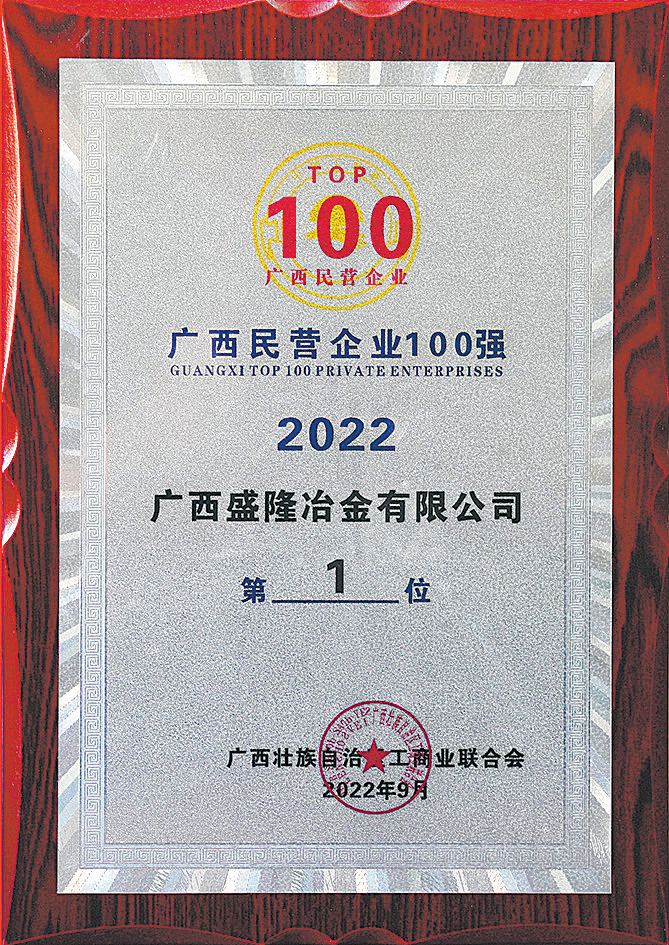 TOP
100
广西民营企业
广西民营企业100强
GUANGXI TOP 100 PRIVATE ENTERPRISES
2022
广西盛隆冶金有限公司
第 1 位
广西壮族自治区工商业联合会
2022年9月